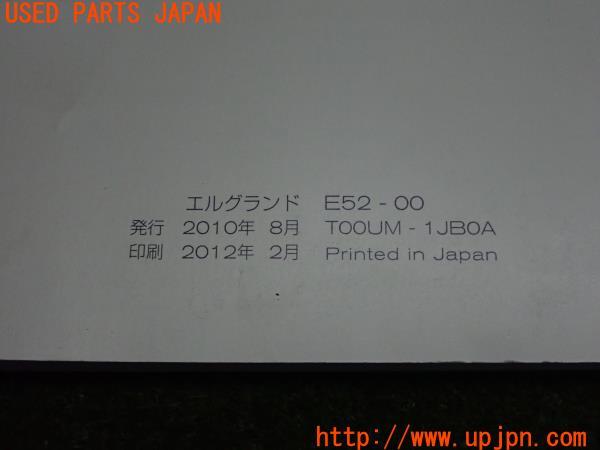 USED PARTS JAPAN
エルグランド E52-00
発行 2010年 8月 T00UM-1JB0A
印刷 2012年 2月 Printed in Japan
http://www.upjpn.com